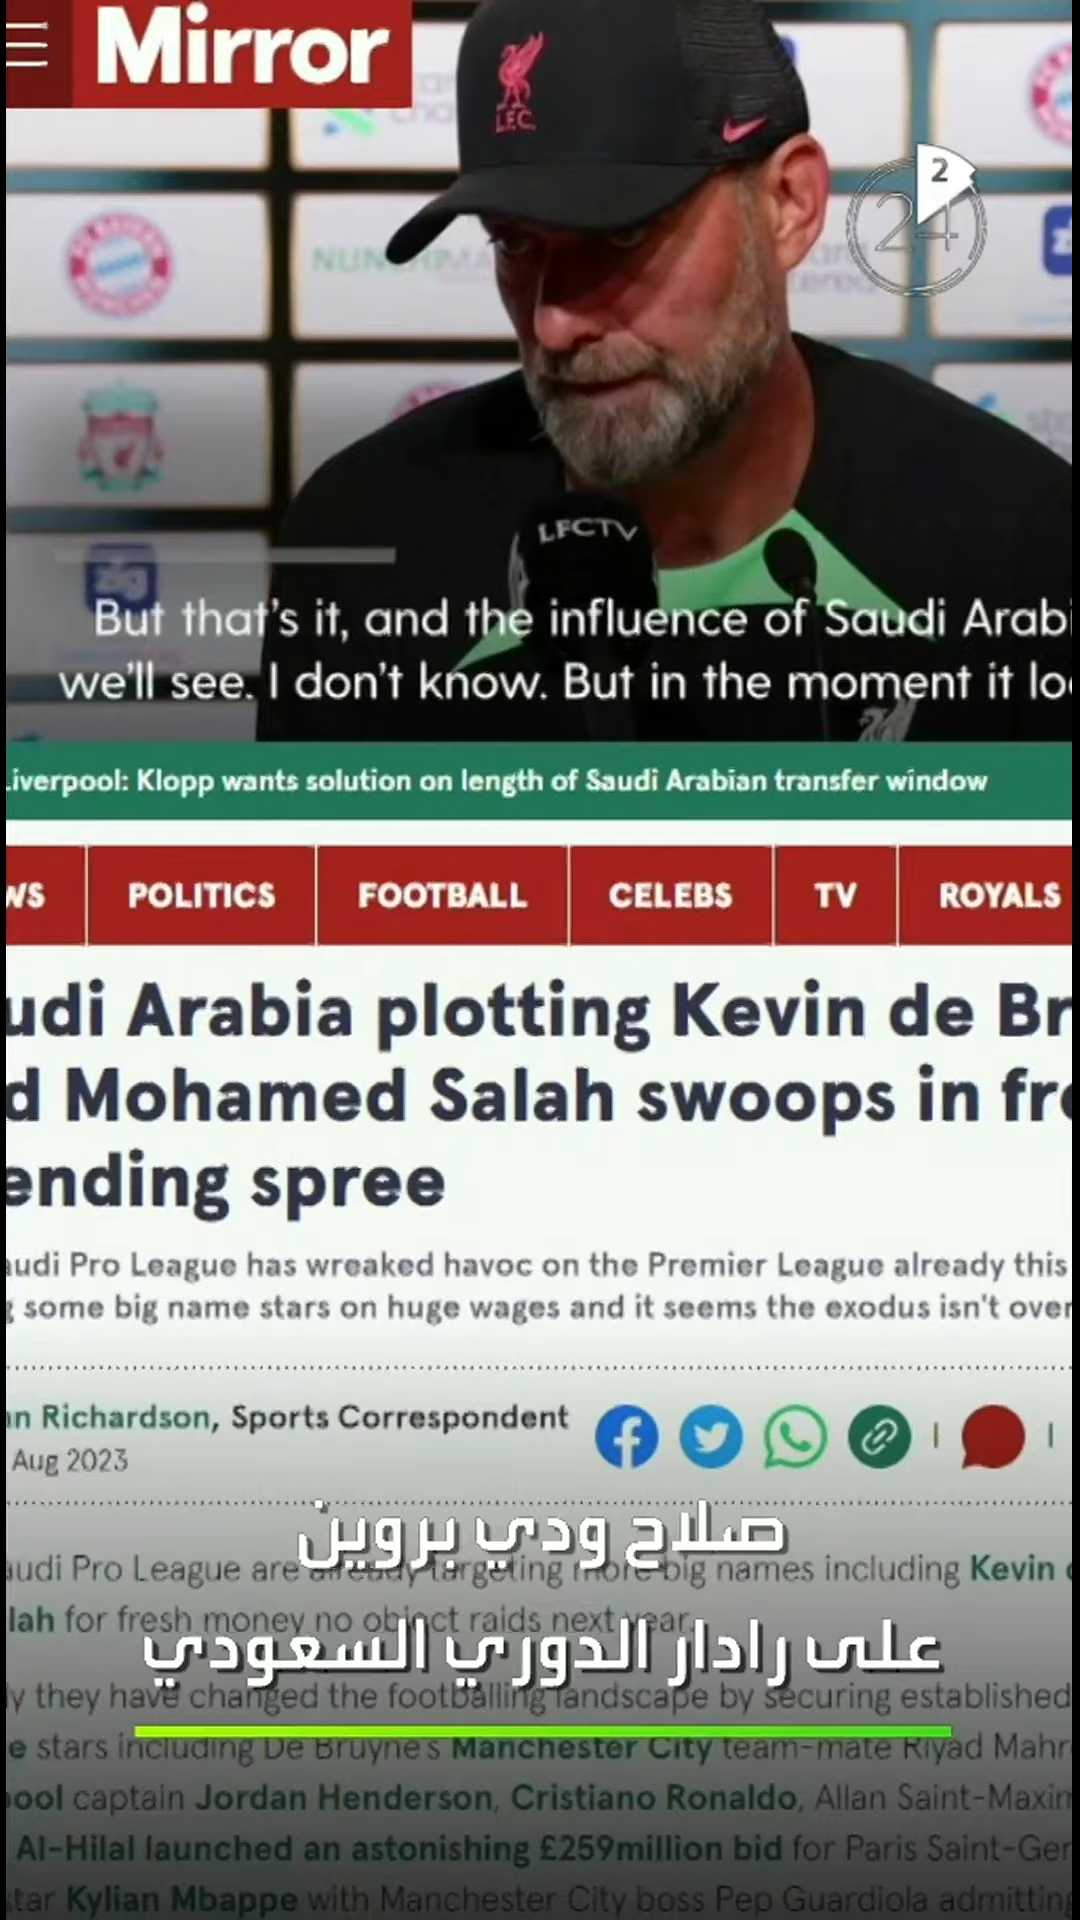 Mirror
L.F.C.
2
24
LFCTV
zig
But that's it, and the influence of Saudi Arabi
we'll see. I don't know. But in the moment it lo
Liverpool: Klopp wants solution on length of Saudi Arabian transfer window
WS POLITICS FOOTBALL CELEBS TV ROYALS
udi Arabia plotting Kevin de Br
d Mohamed Salah swoops in fr
ending spree
audi Pro League has wreaked havoc on the Premier League already this
g some big name stars on huge wages and it seems the exodus isn't over
an Richardson, Sports Correspondent
Aug 2023
صلاح ودي بروين
audi Pro League are already targeting more big names including Kevin
lah for fresh money no object raids next year.
على رادار الدوري السعودي
y they have changed the footballing landscape by securing established
e stars including De Bruyne's Manchester City team-mate Riyad Mahr
ool captain Jordan Henderson, Cristiano Ronaldo, Allan Saint-Maxim
Al-Hilal launched an astonishing £259million bid for Paris Saint-Ger
tar Kylian Mbappe with Manchester City boss Pep Guardiola admitting